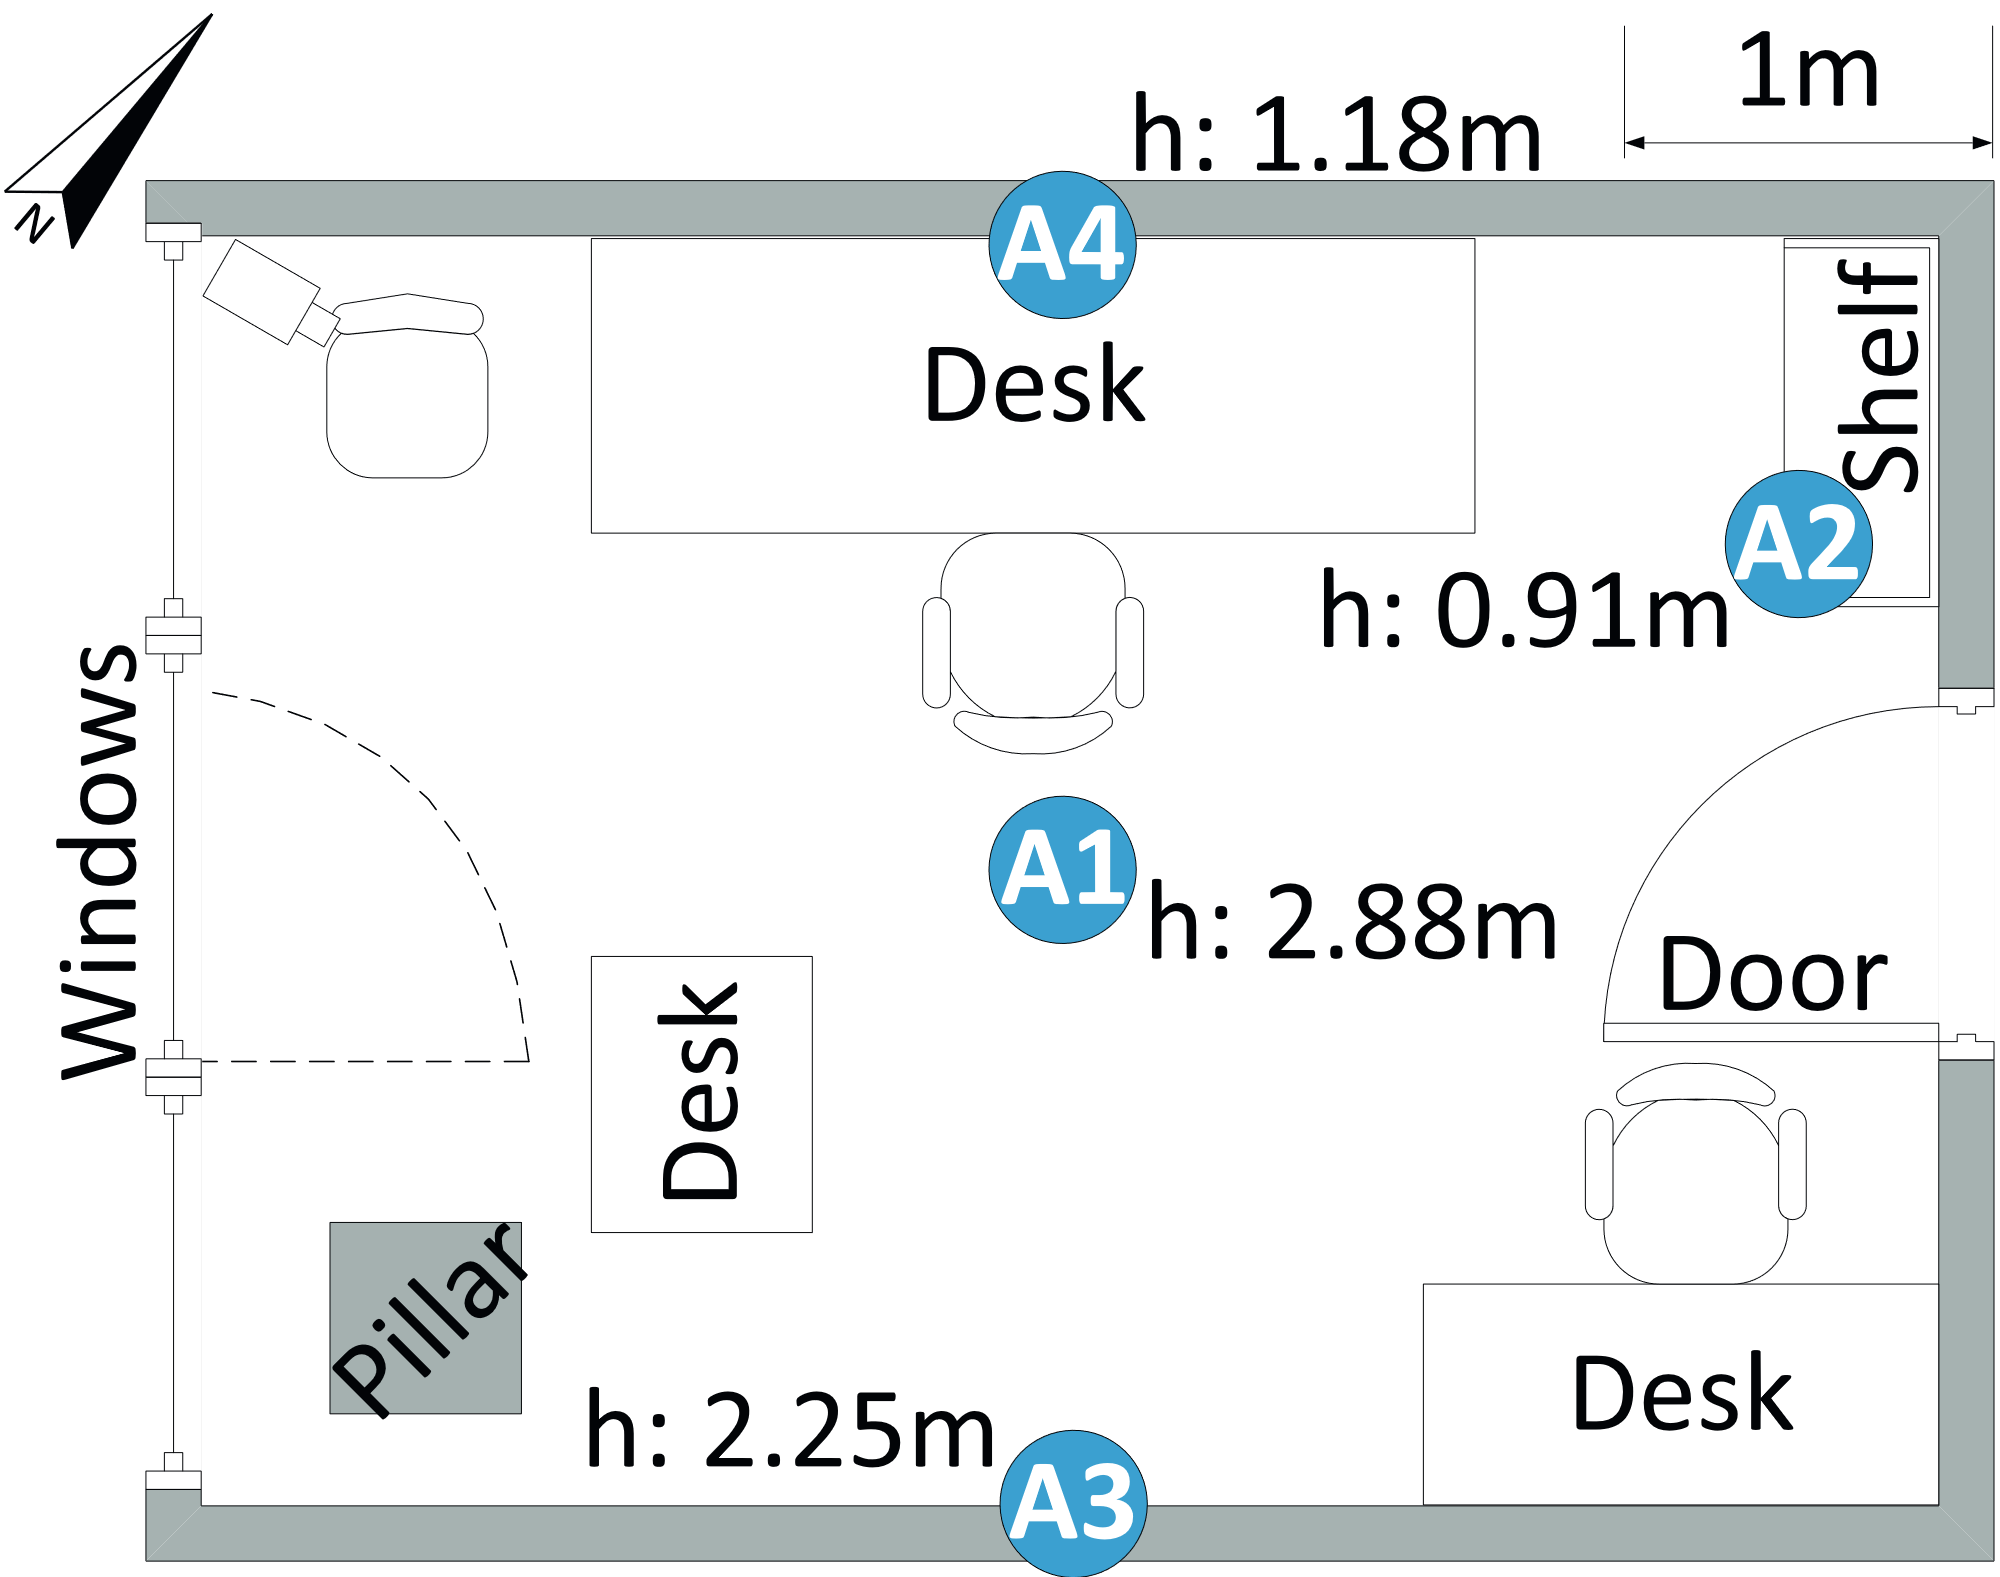 1m
h: 1.18m
N
A4
Desk
Shelf
A2
h: 0.91m
Windows
A1
h: 2.88m
Door
Desk
Pillar
h: 2.25m
Desk
A3